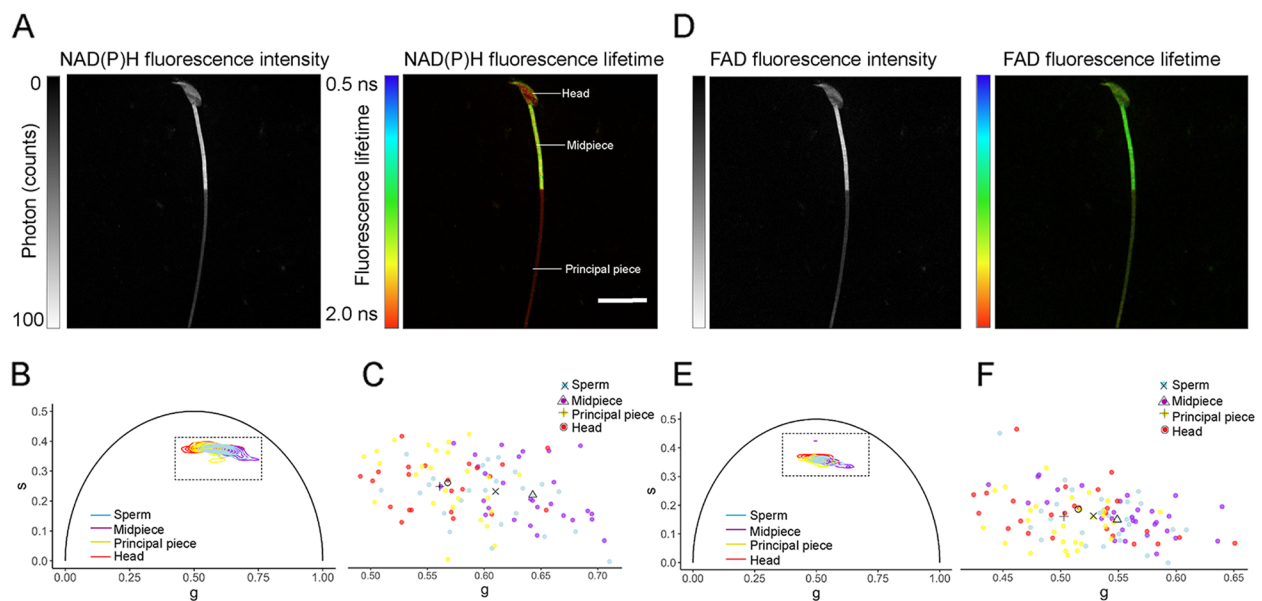 A
NAD(P)H fluorescence intensity
0
Photon (counts)
100
NAD(P)H fluorescence lifetime
0.5 ns
Fluorescence lifetime
2.0 ns
Head
Midpiece
Principal piece
D
FAD fluorescence intensity
FAD fluorescence lifetime
B
s
0.5
0.4
0.3
0.2
0.1
0.0
Sperm
Midpiece
Principal piece
Head
0.00
0.25
0.50
0.75
1.00
g
C
Sperm
Midpiece
Principal piece
Head
0.50
0.55
0.60
0.65
0.70
g
E
s
0.5
0.4
0.3
0.2
0.1
0.0
Sperm
Midpiece
Principal piece
Head
0.00
0.25
0.50
0.75
1.00
g
F
Sperm
Midpiece
Principal piece
Head
0.45
0.50
0.55
0.60
0.65
g